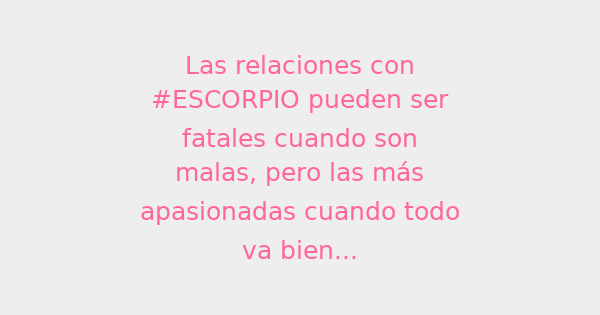 Las relaciones con
#ESCORPIO pueden ser
fatales cuando son
malas, pero las más
apasionadas cuando todo
va bien...